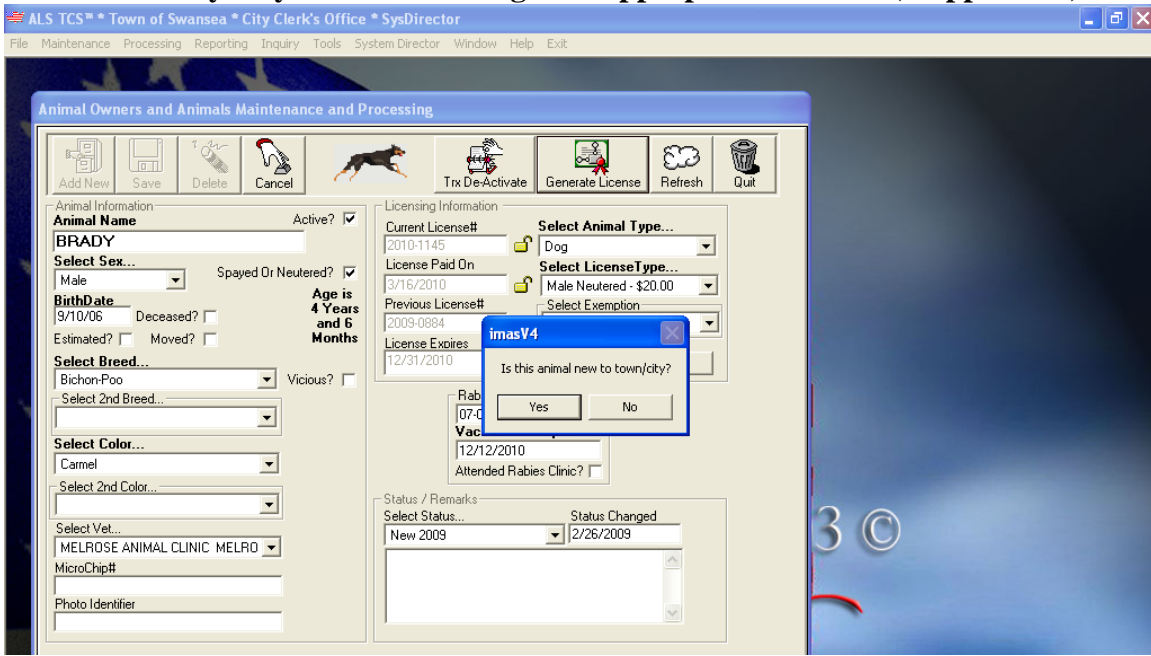 ALS TCS™ * Town of Swansea * City Clerk's Office * SysDirector
File Maintenance Processing Reporting Inquiry Tools System Director Window Help Exit
Animal Owners and Animals Maintenance and Processing
Add New Save Delete Cancel Trx De-Activate Generate License Refresh Quit
Animal Information
Animal Name Active?
BRADY
Select Sex...
Male
Spayed Or Neutered?
BirthDate
9/10/06 Deceased?
Age is
4 Years
and 6
Months
Estimated? Moved?
Select Breed...
Bichon-Poo Vicious?
Select 2nd Breed...
Select Color...
Carmel
Select 2nd Color...
Select Vet...
MELROSE ANIMAL CLINIC MELRO
MicroChip#
Photo Identifier
Licensing Information
Current License# Select Animal Type...
2010-1145 Dog
License Paid On Select LicenseType...
3/16/2010 Male Neutered - $20.00
Previous License# Select Exemption
2009-0884
License Expires
12/31/2010
imasV4
Is this animal new to town/city?
Yes No
Rab
07-
Vac
12/12/2010
Attended Rabies Clinic?
Status / Remarks
Select Status... Status Changed
New 2009 2/26/2009
3 ©